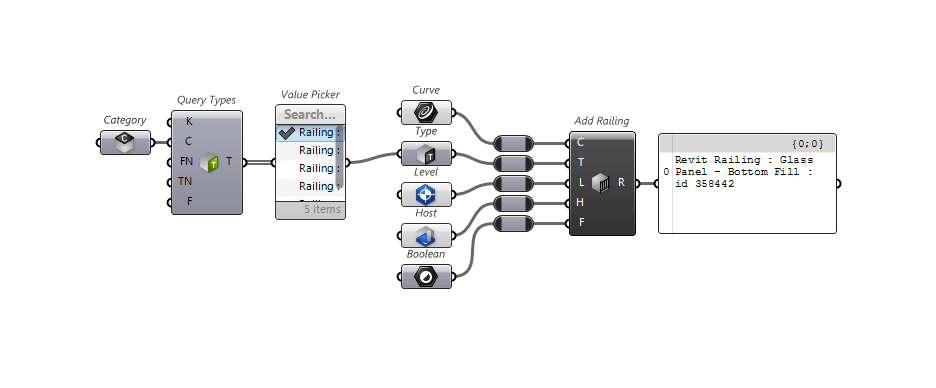 Category
Query Types
K
C
FN
TN
F
T
Value Picker
Search...
Railing :
Railing :
Railing :
Railing :
5 items
Curve
Type
Level
Host
Boolean
C
T
Add Railing
C
T
L
H
F
R
{0;0}
0
Revit Railing : Glass
Panel - Bottom Fill :
id 358442